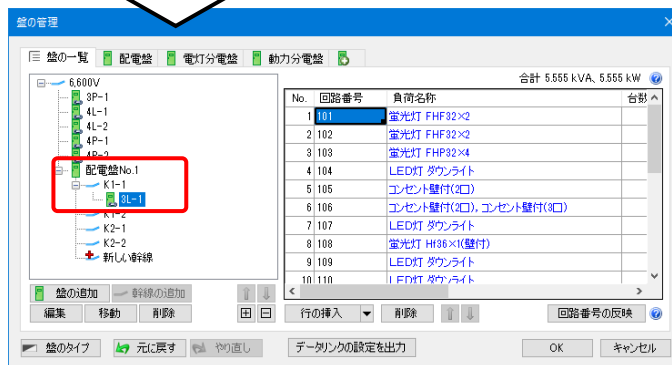 盤の管理
盤の一覧 配電盤 電灯分電盤 動力分電盤
合計 5.555 kVA, 5.555 kW
6,600V
3P-1
4L-1
4L-2
4P-1
4P-2
配電盤No.1
K1-1
3L-1
K1-2
K2-1
K2-2
新しい幹線
No. 回路番号 負荷名称 台数
1 101 蛍光灯 FHF32×2
2 102 蛍光灯 FHF32×2
3 103 蛍光灯 FHP32×4
4 104 LED灯 ダウンライト
5 105 コンセント壁付(2口)
6 106 コンセント壁付(2口), コンセント壁付(3口)
7 107 LED灯 ダウンライト
8 108 蛍光灯 Hf36×1(壁付)
9 109 LED灯 ダウンライト
10 110 LED灯 ダウンライト
盤の追加 幹線の追加
編集 移動 削除
行の挿入 削除 回路番号の反映
盤のタイプ 元に戻す やり直し データリンクの設定を出力 OK キャンセル